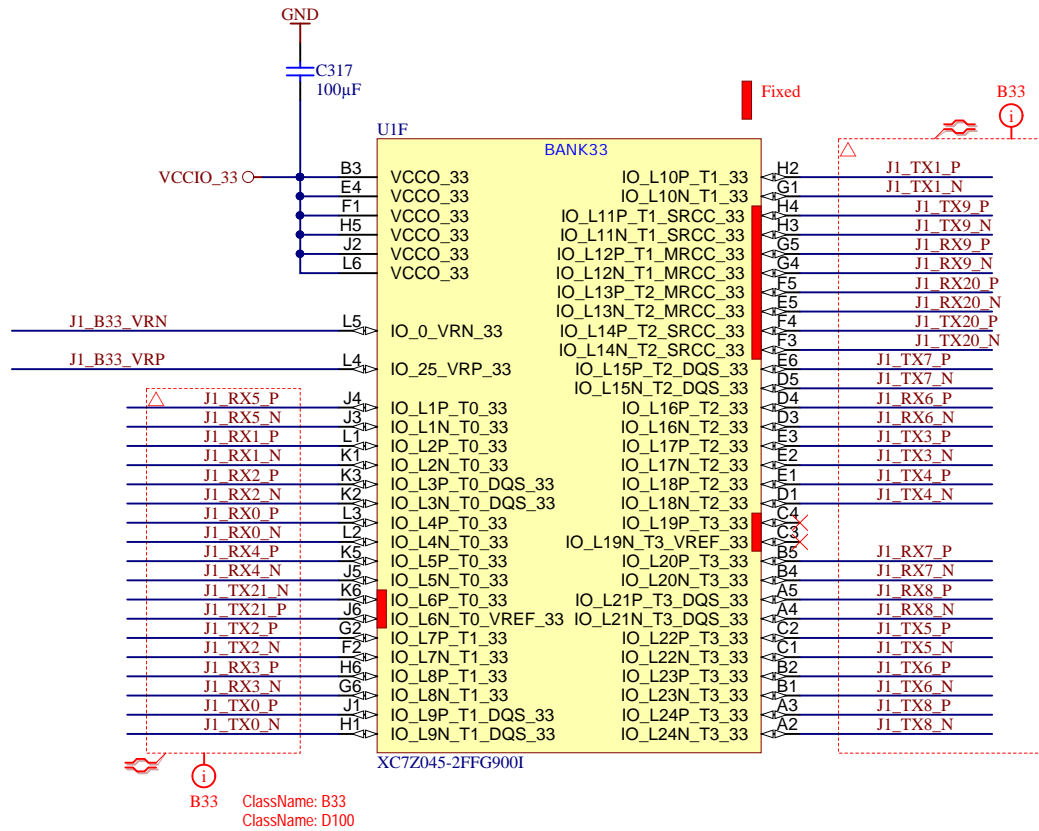 GND
C317
100µF
Fixed
B33
U1F
BANK33
VCCIO_33
B3 VCCO_33
E4 VCCO_33
F1 VCCO_33
H5 VCCO_33
J2 VCCO_33
L6 VCCO_33
J1_B33_VRN L5 IO_0_VRN_33
J1_B33_VRP L4 IO_25_VRP_33
J1_RX5_P J4 IO_L1P_T0_33
J1_RX5_N J3 IO_L1N_T0_33
J1_RX1_P L1 IO_L2P_T0_33
J1_RX1_N K1 IO_L2N_T0_33
J1_RX2_P K3 IO_L3P_T0_DQS_33
J1_RX2_N K2 IO_L3N_T0_DQS_33
J1_RX0_P L3 IO_L4P_T0_33
J1_RX0_N L2 IO_L4N_T0_33
J1_RX4_P K5 IO_L5P_T0_33
J1_RX4_N J5 IO_L5N_T0_33
J1_TX21_N K6 IO_L6P_T0_33
J1_TX21_P J6 IO_L6N_T0_VREF_33
J1_TX2_P G2 IO_L7P_T1_33
J1_TX2_N F2 IO_L7N_T1_33
J1_RX3_P H6 IO_L8P_T1_33
J1_RX3_N G6 IO_L8N_T1_33
J1_TX0_P J1 IO_L9P_T1_DQS_33
J1_TX0_N H1 IO_L9N_T1_DQS_33
IO_L10P_T1_33 H2 J1_TX1_P
IO_L10N_T1_33 G1 J1_TX1_N
IO_L11P_T1_SRCC_33 H4 J1_TX9_P
IO_L11N_T1_SRCC_33 H3 J1_TX9_N
IO_L12P_T1_MRCC_33 G5 J1_RX9_P
IO_L12N_T1_MRCC_33 G4 J1_RX9_N
IO_L13P_T2_MRCC_33 F5 J1_RX20_P
IO_L13N_T2_MRCC_33 E5 J1_RX20_N
IO_L14P_T2_SRCC_33 F4 J1_TX20_P
IO_L14N_T2_SRCC_33 F3 J1_TX20_N
IO_L15P_T2_DQS_33 E6 J1_TX7_P
IO_L15N_T2_DQS_33 D5 J1_TX7_N
IO_L16P_T2_33 D4 J1_RX6_P
IO_L16N_T2_33 D3 J1_RX6_N
IO_L17P_T2_33 E3 J1_TX3_P
IO_L17N_T2_33 E2 J1_TX3_N
IO_L18P_T2_33 E1 J1_TX4_P
IO_L18N_T2_33 D1 J1_TX4_N
IO_L19P_T3_33 C4
IO_L19N_T3_VREF_33 C3
IO_L20P_T3_33 B5 J1_RX7_P
IO_L20N_T3_33 B4 J1_RX7_N
IO_L21P_T3_DQS_33 A5 J1_RX8_P
IO_L21N_T3_DQS_33 A4 J1_RX8_N
IO_L22P_T3_33 C2 J1_TX5_P
IO_L22N_T3_33 C1 J1_TX5_N
IO_L23P_T3_33 B2 J1_TX6_P
IO_L23N_T3_33 B1 J1_TX6_N
IO_L24P_T3_33 A3 J1_TX8_P
IO_L24N_T3_33 A2 J1_TX8_N
XC7Z045-2FFG900I
B33
ClassName: B33
ClassName: D100